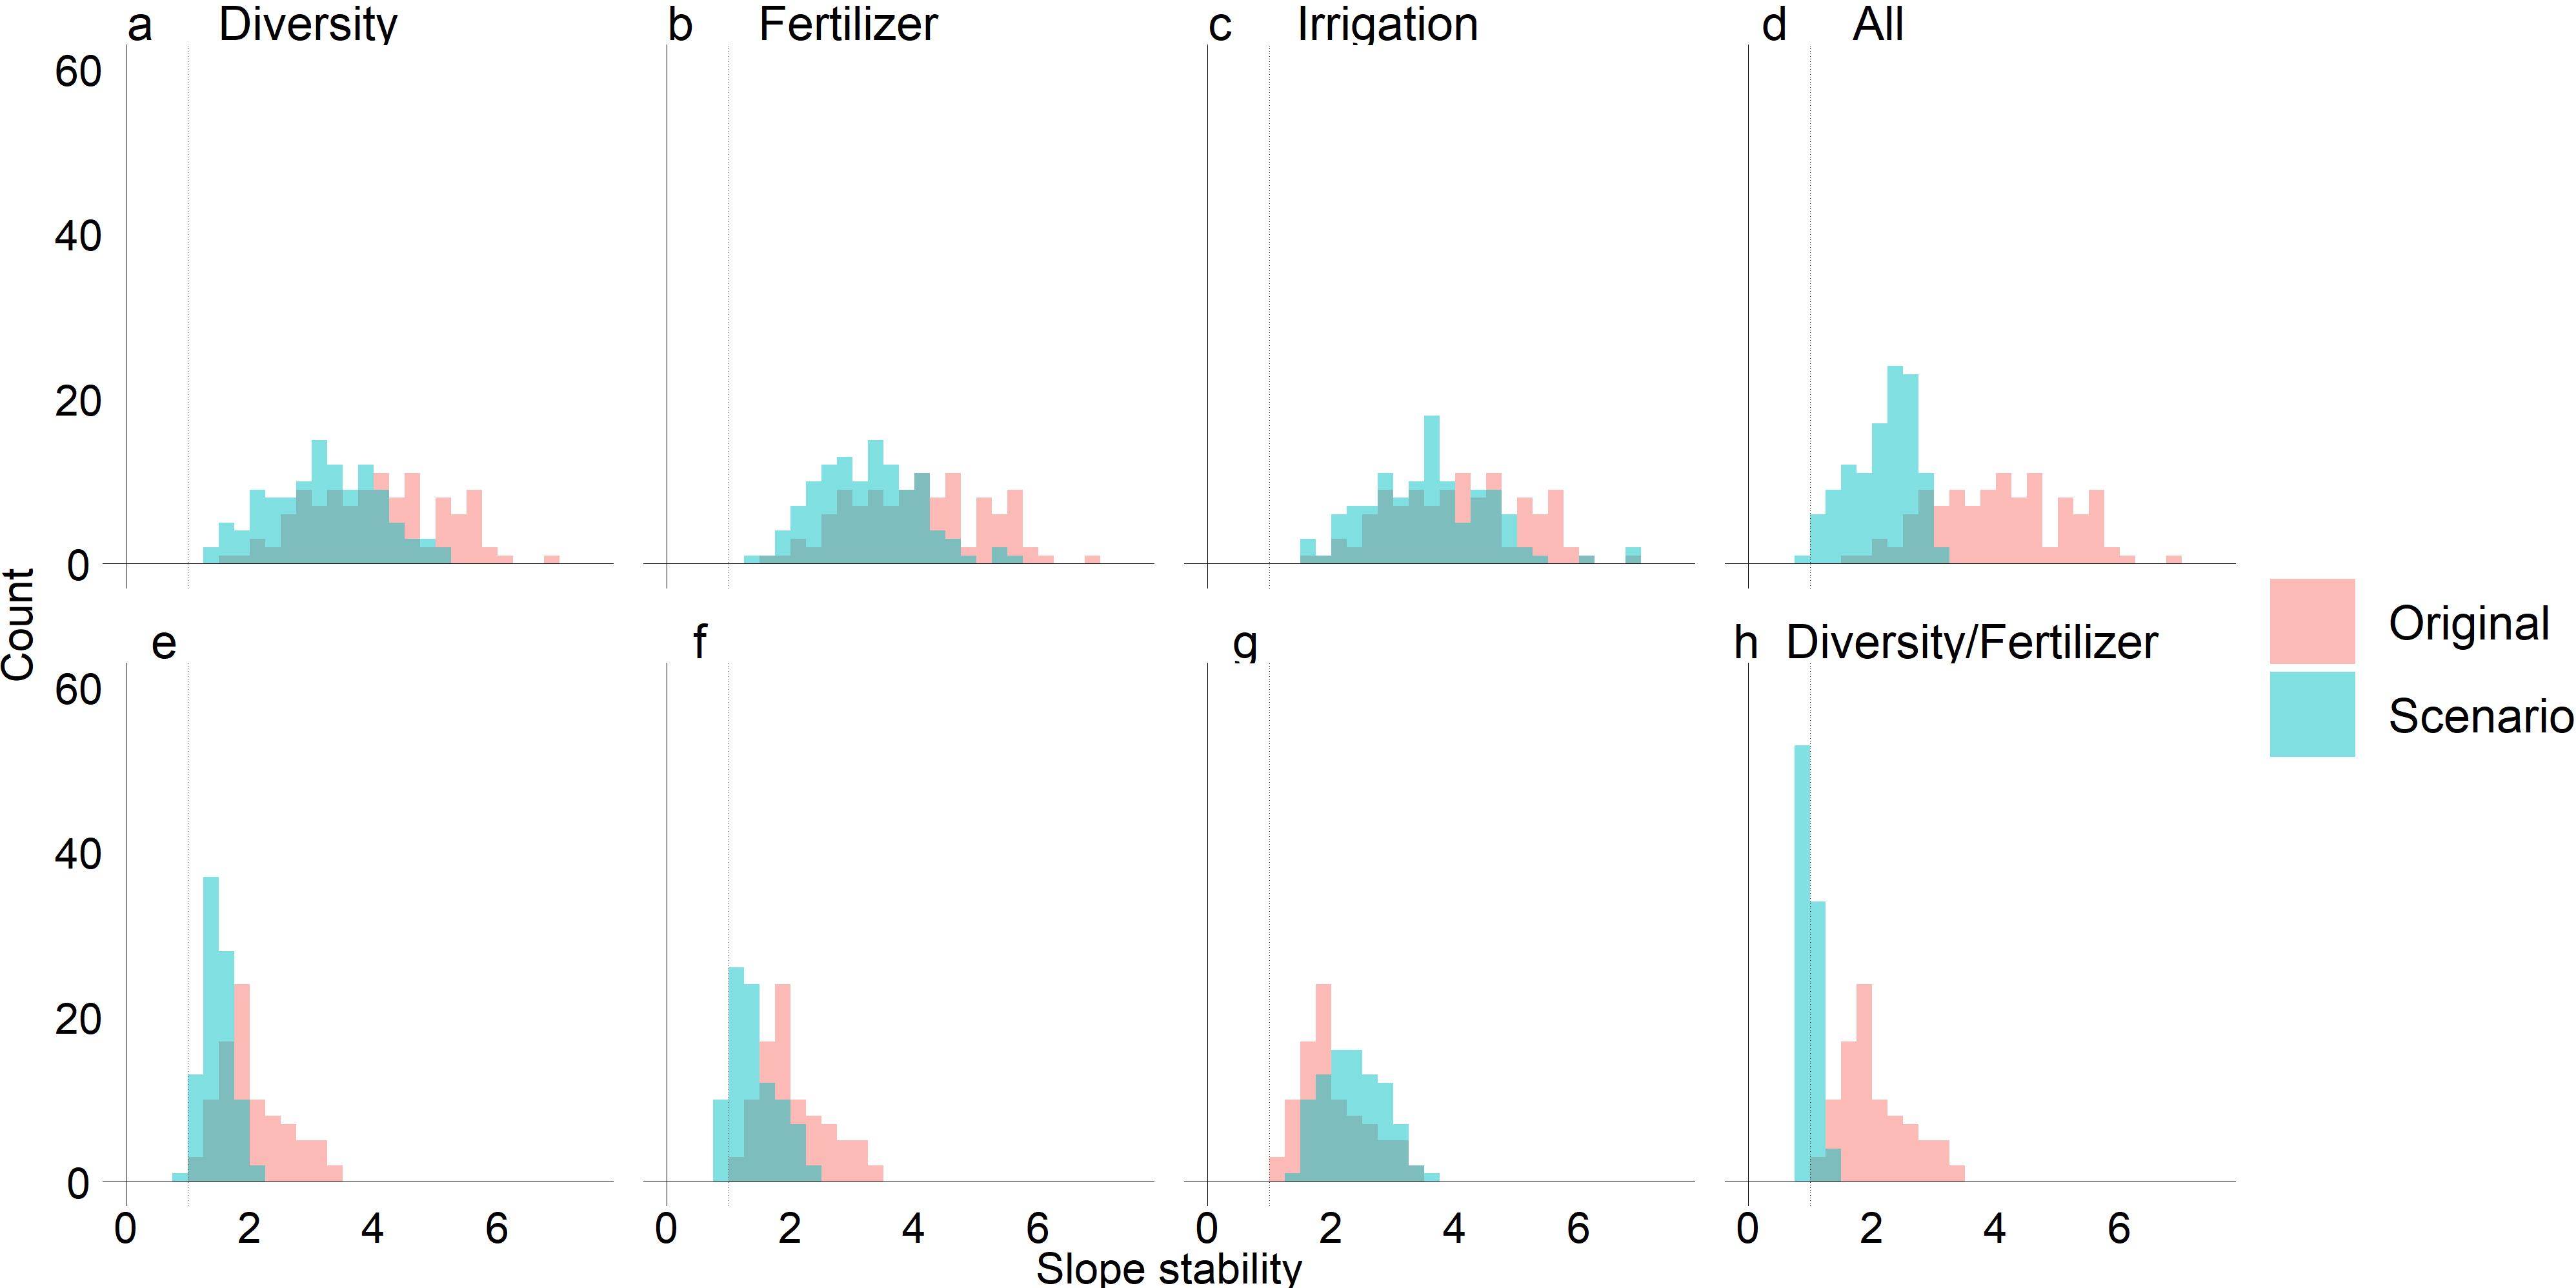 a Diversity
b Fertilizer
c Irrigation
d All
60
40
20
0
Count
e
f
g
h Diversity/Fertilizer
60
40
20
0
0 2 4 6
0 2 4 6
0 2 4 6
0 2 4 6
Slope stability
Original
Scenario